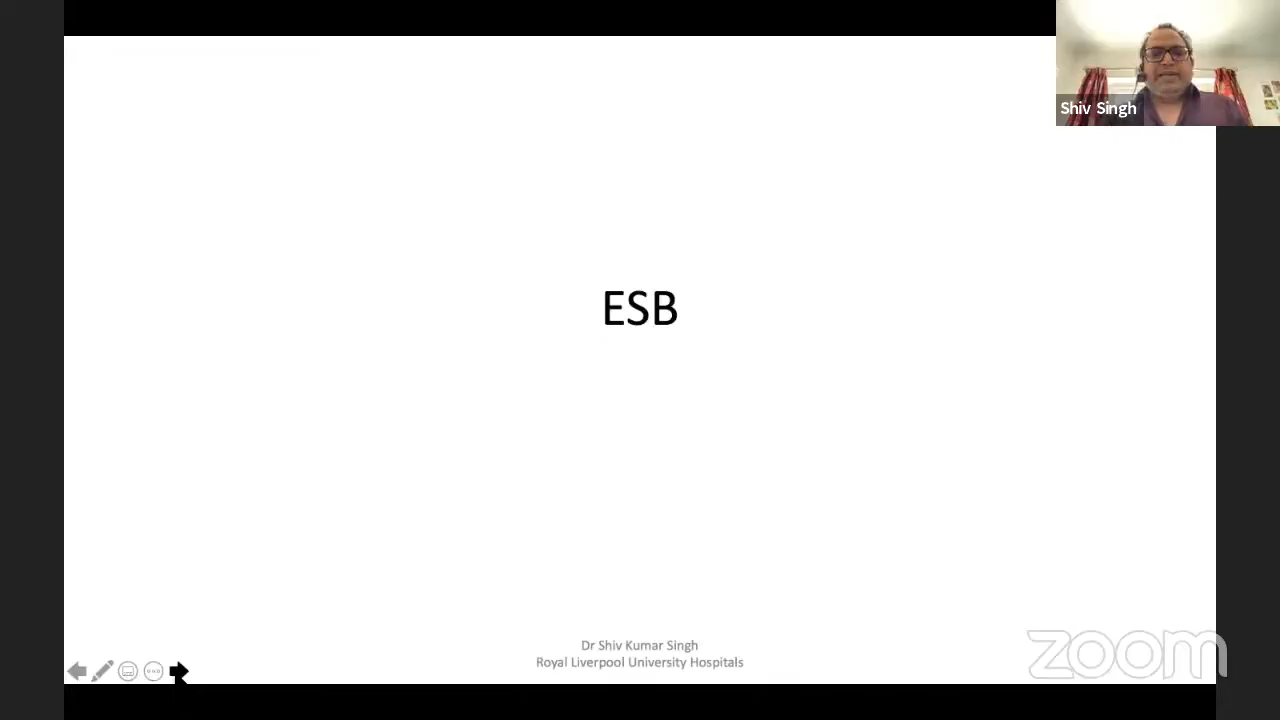 Shiv Singh
ESB
Dr Shiv Kumar Singh
Royal Liverpool University Hospitals
zoom